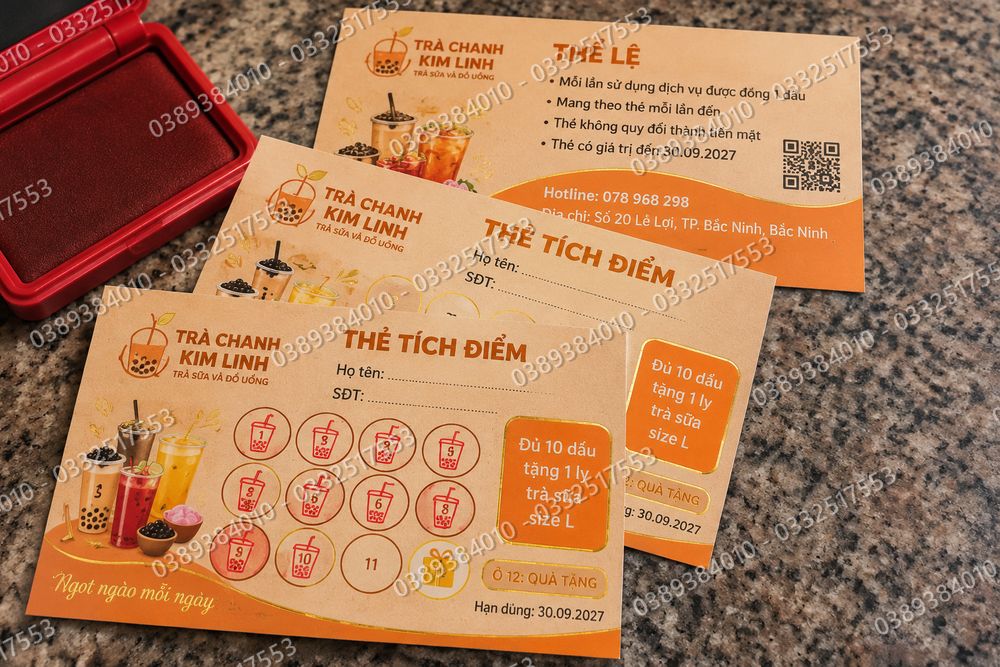 TRÀ CHANH
KIM LINH
TRÀ SỮA VÀ ĐỒ UỐNG
THỂ LỆ
• Mỗi lần sử dụng dịch vụ được đồng 1 dấu
• Mang theo thẻ mỗi lần đến
• Thẻ không quy đổi thành tiền mặt
• Thẻ có giá trị đến 30.09.2027
Hotline: 078 968 298
Địa chỉ: Số 20 Lê Lợi, TP. Bắc Ninh, Bắc Ninh
TRÀ CHANH
KIM LINH
TRÀ SỮA VÀ ĐỒ UỐNG
THẺ TÍCH ĐIỂM
Họ tên:
SĐT:
Đủ 10 dấu
tặng 1 ly
trà sữa
size L
12: QUÀ TẶNG
30.09.2027
TRÀ CHANH
KIM LINH
TRÀ SỮA VÀ ĐỒ UỐNG
THẺ TÍCH ĐIỂM
Họ tên:
SĐT:
1
6 8
9 10 11
Đủ 10 dấu
tặng 1 ly
trà sữa
size L
Ô 12: QUÀ TẶNG
Hạn dùng: 30.09.2027
Ngọt ngào mỗi ngày
0389384010 - 0332517553